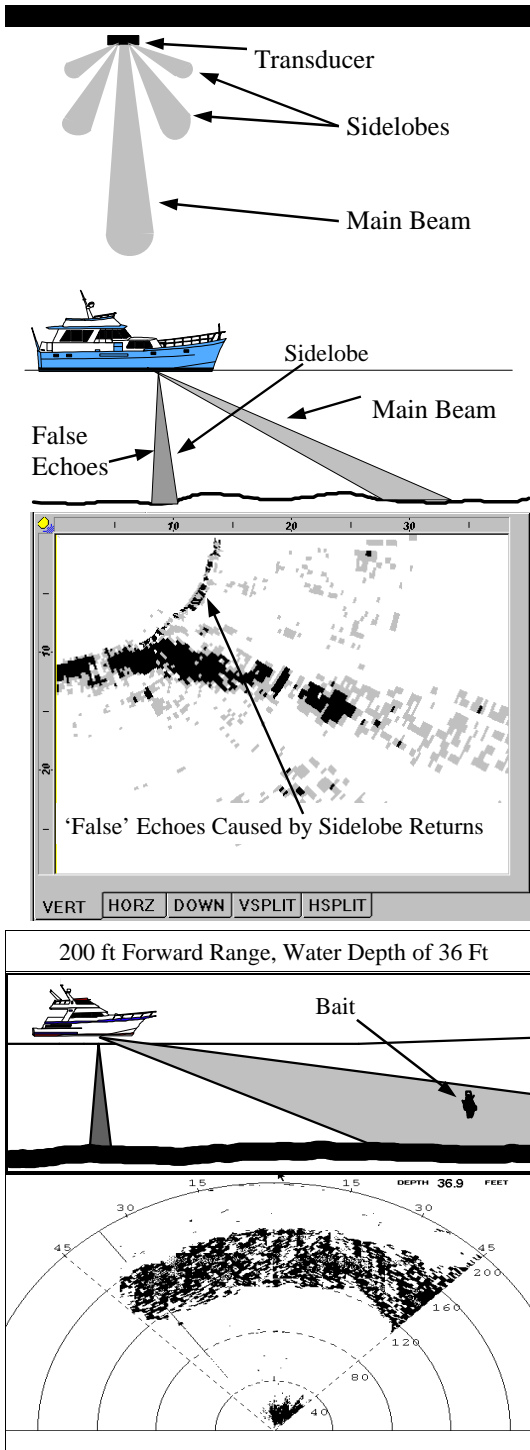 Transducer
Sidelobes
Main Beam
Sidelobe
Main Beam
False
Echoes
10 20 30
10
20
‘False’ Echoes Caused by Sidelobe Returns
VERT HORZ DOWN VSPLIT HSPLIT
200 ft Forward Range, Water Depth of 36 Ft
Bait
DEPTH 36.9 FEET
15 15
30 30
45 45
200
160
120
80
40